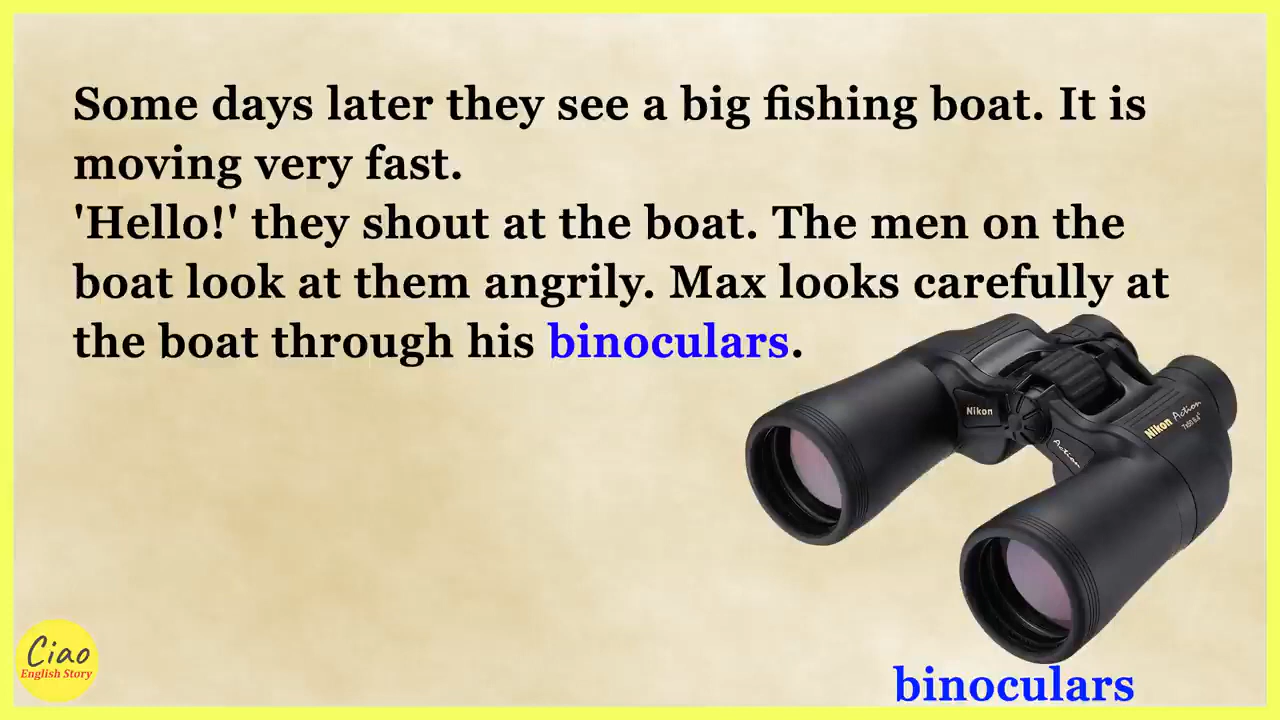 Some days later they see a big fishing boat. It is
moving very fast.
'Hello!' they shout at the boat. The men on the
boat look at them angrily. Max looks carefully at
the boat through his binoculars.
Nikon
Action
Nikon Action
binoculars
Ciao
English Story